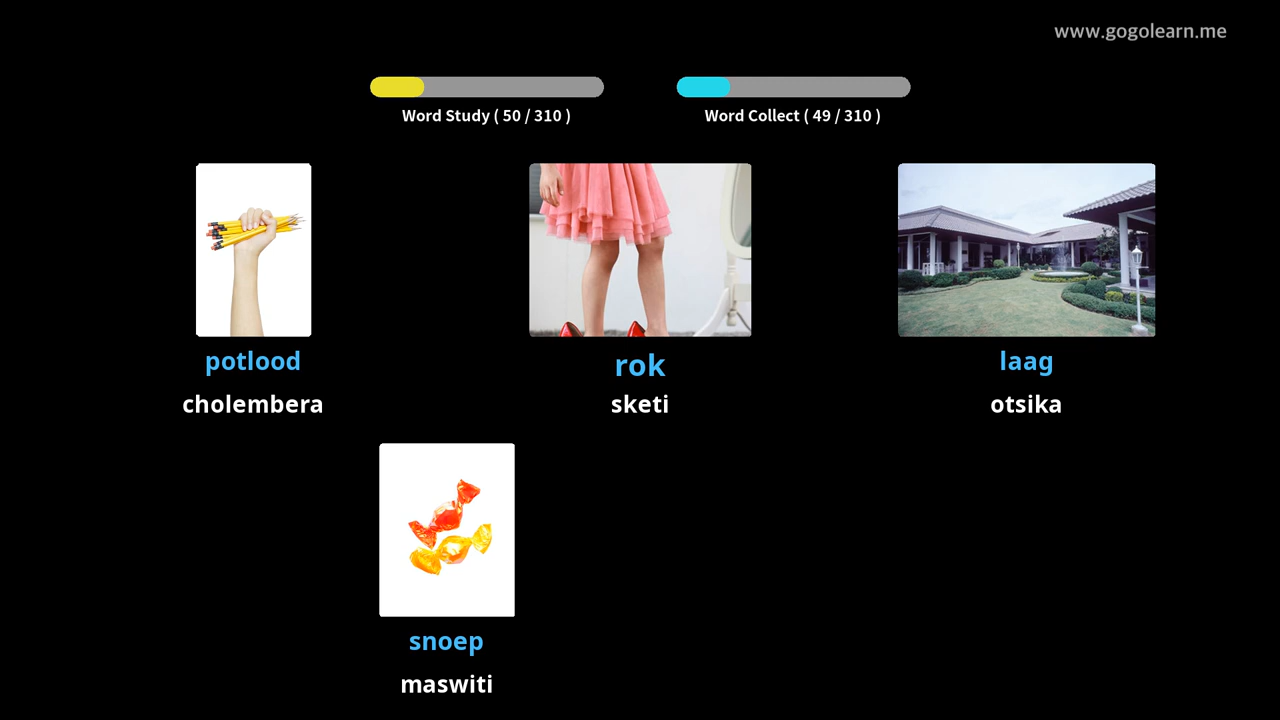 www.gogolearn.me
Word Study ( 50 / 310 )
Word Collect ( 49 / 310 )
potlood
cholembera
rok
sketi
laag
otsika
snoep
maswiti